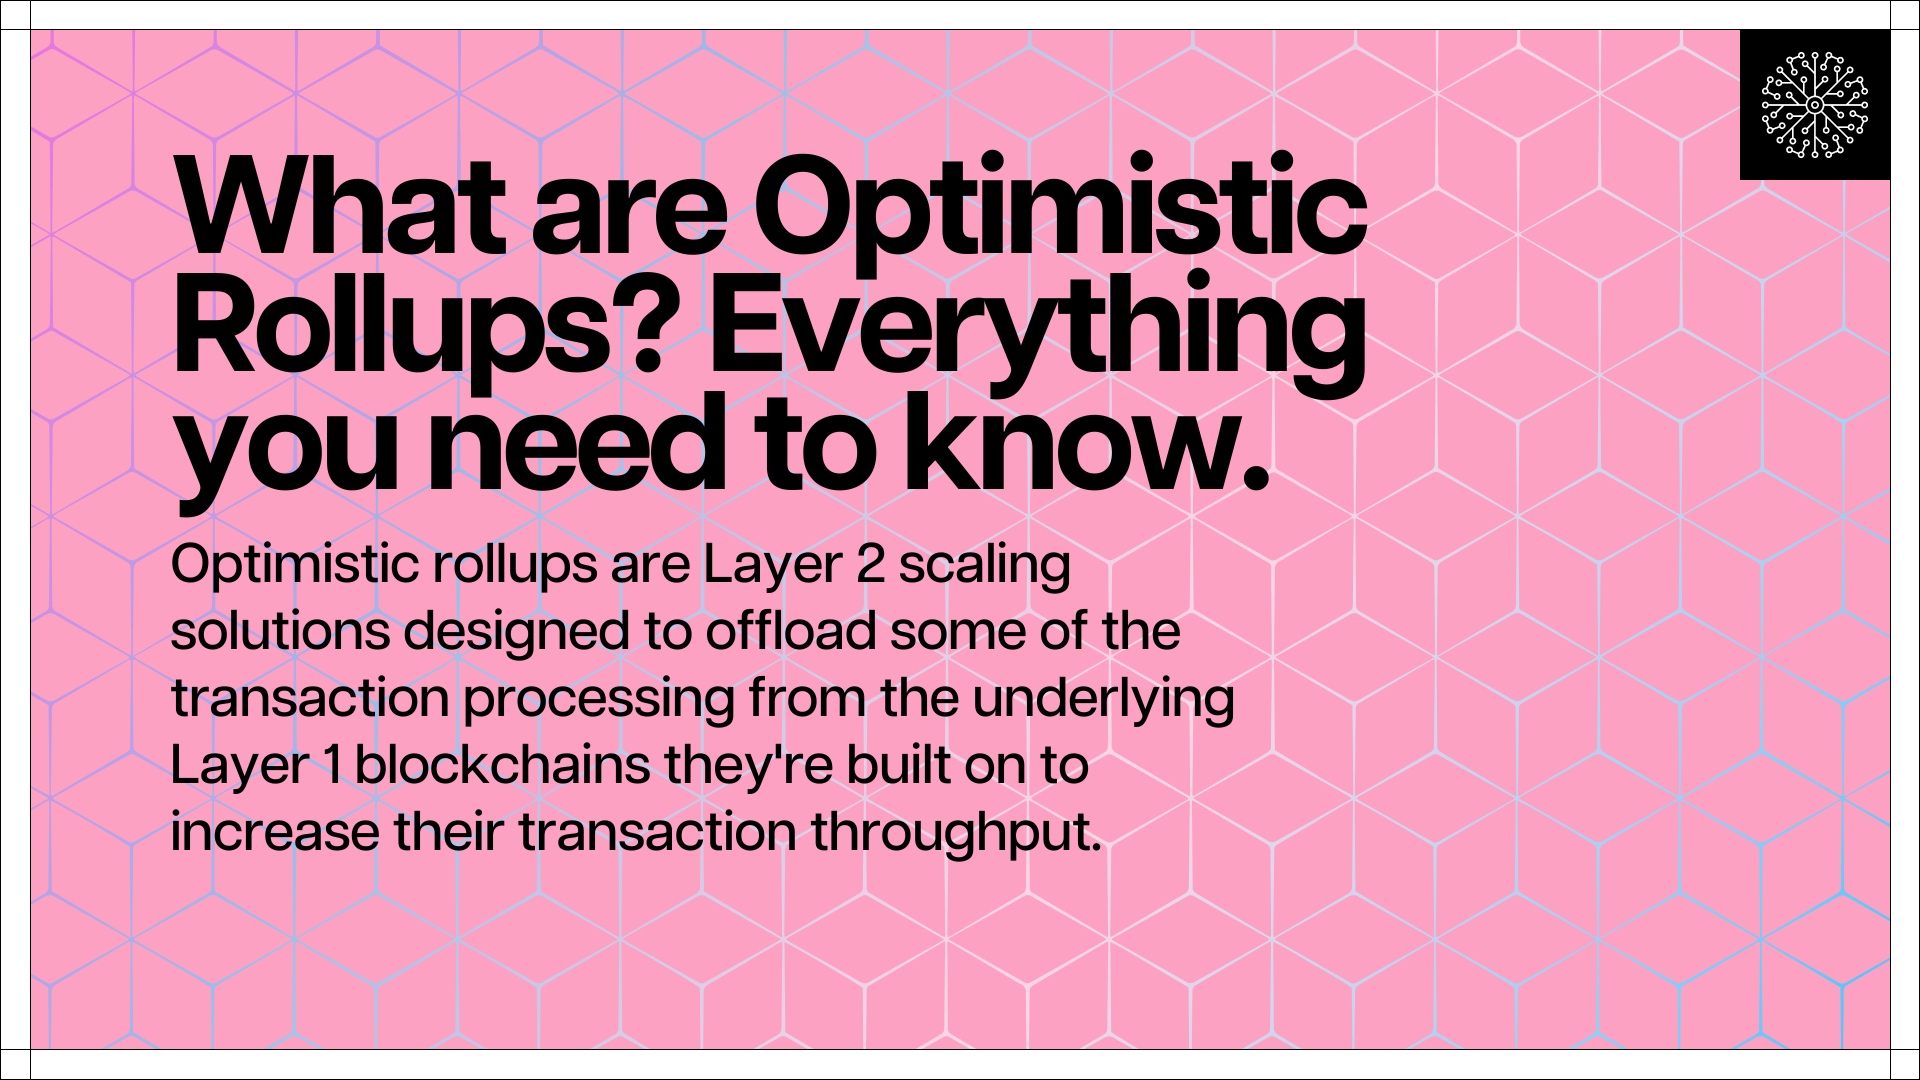 What are Optimistic
Rollups? Everything
you need to know.
Optimistic rollups are Layer 2 scaling
solutions designed to offload some of the
transaction processing from the underlying
Layer 1 blockchains they're built on to
increase their transaction throughput.